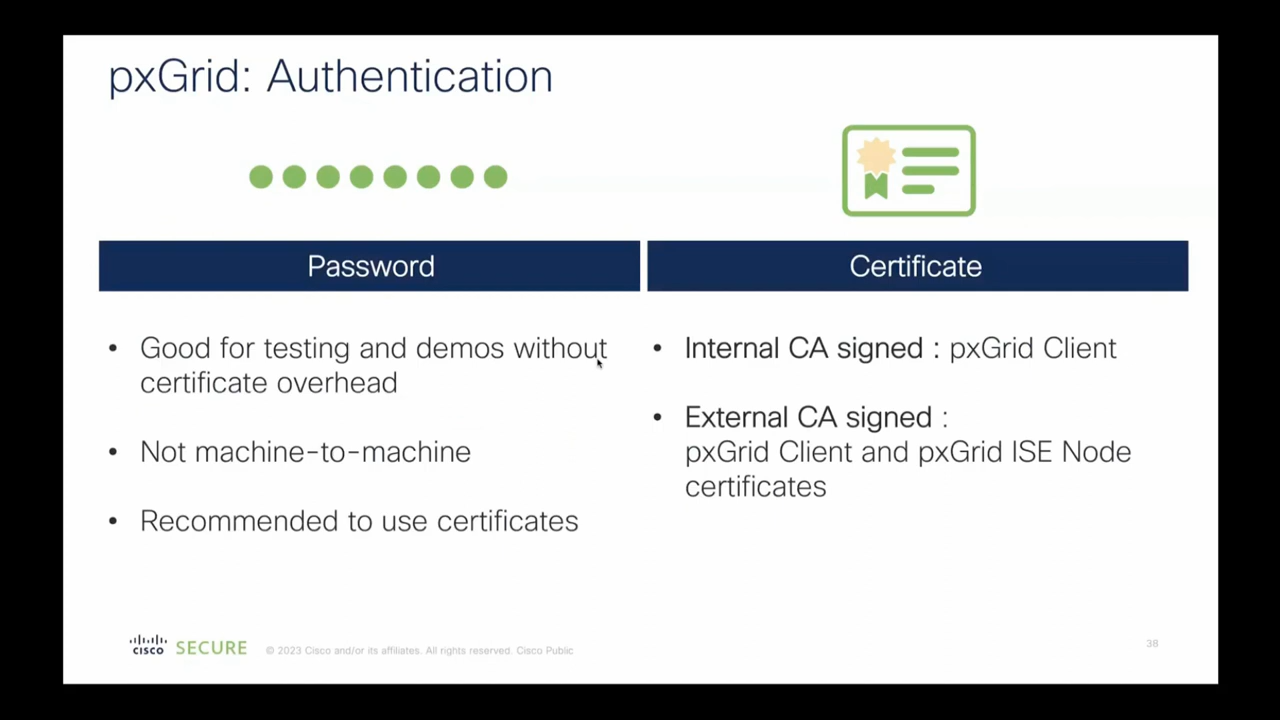 pxGrid: Authentication
Password
Certificate
• Good for testing and demos without
certificate overhead
• Not machine-to-machine
• Recommended to use certificates
• Internal CA signed : pxGrid Client
• External CA signed :
pxGrid Client and pxGrid ISE Node
certificates
cisco SECURE © 2023 Cisco and/or its affiliates. All rights reserved. Cisco Public
38